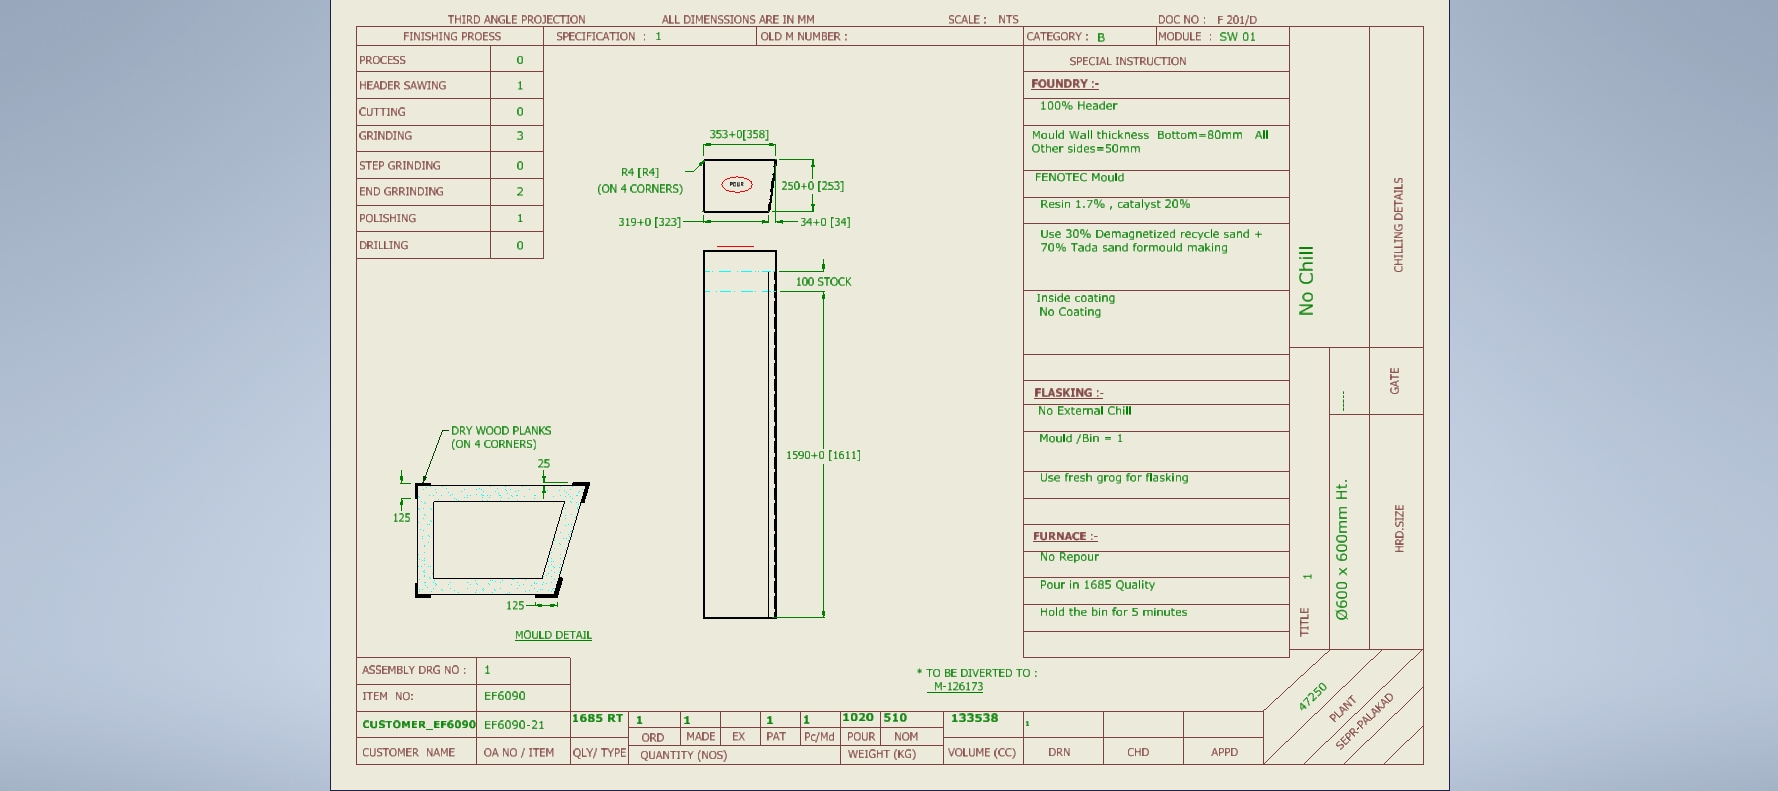 THIRD ANGLE PROJECTION ALL DIMENSSIONS ARE IN MM SCALE : NTS DOC NO : F 201/D
FINISHING PROESS SPECIFICATION : 1 OLD M NUMBER : CATEGORY : B MODULE : SW 01
PROCESS 0
HEADER SAWING 1
CUTTING 0
GRINDING 3
STEP GRINDING 0
END GRRINDING 2
POLISHING 1
DRILLING 0
353+0[358]
R4 [R4]
(ON 4 CORNERS)
POUR
250+0 [253]
319+0 [323]
34+0 [34]
100 STOCK
1590+0 [1611]
DRY WOOD PLANKS
(ON 4 CORNERS)
25
125
125
MOULD DETAIL
SPECIAL INSTRUCTION
FOUNDRY :-
100% Header
Mould Wall thickness Bottom=80mm All
Other sides=50mm
FENOTEC Mould
Resin 1.7% , catalyst 20%
Use 30% Demagnetized recycle sand +
70% Tada sand formould making
Inside coating
No Coating
FLASKING :-
No External Chill
Mould /Bin = 1
Use fresh grog for flasking
FURNACE :-
No Repour
Pour in 1685 Quality
Hold the bin for 5 minutes
No Chill
CHILLING DETAILS
------
GATE
TITLE 1
Ø600 x 600mm Ht.
HRD.SIZE
* TO BE DIVERTED TO :
M-126173
ASSEMBLY DRG NO : 1
ITEM NO: EF6090
CUSTOMER_EF6090 EF6090-21 1685 RT 1 1 1 1 1020 510 133538 1
ORD MADE EX PAT Pc/Md POUR NOM
CUSTOMER NAME OA NO / ITEM QLY/ TYPE QUANTITY (NOS) WEIGHT (KG) VOLUME (CC) DRN CHD APPD
47250
PLANT
SEPR-PALAKAD